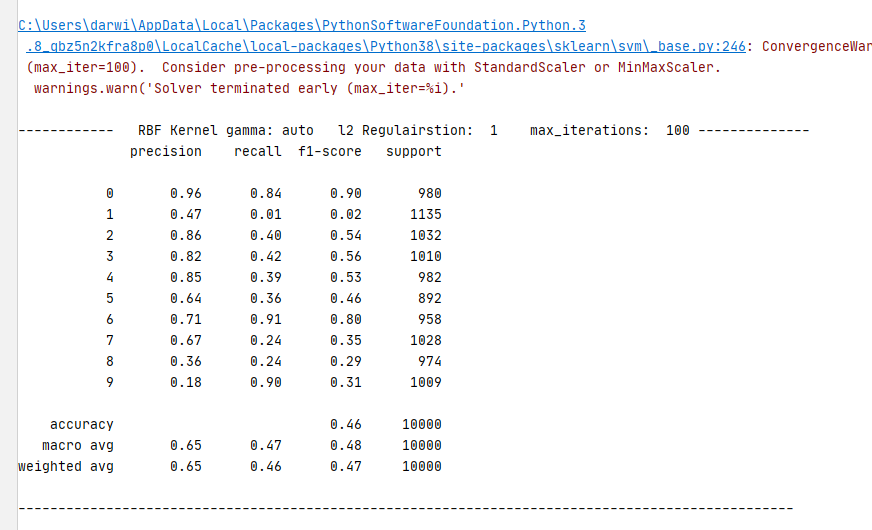 C:\Users\darwi\AppData\Local\Packages\PythonSoftwareFoundation.Python.3
.8_qbz5n2kfra8p0\LocalCache\local-packages\Python38\site-packages\sklearn\svm\_base.py:246: ConvergenceWar
(max_iter=100).  Consider pre-processing your data with StandardScaler or MinMaxScaler.
warnings.warn('Solver terminated early (max_iter=%i).'
------------   RBF Kernel gamma: auto   l2 Regulairstion:  1    max_iterations:  100 --------------
precision    recall  f1-score   support
0       0.96      0.84      0.90       980
1       0.47      0.01      0.02      1135
2       0.86      0.40      0.54      1032
3       0.82      0.42      0.56      1010
4       0.85      0.39      0.53       982
5       0.64      0.36      0.46       892
6       0.71      0.91      0.80       958
7       0.67      0.24      0.35      1028
8       0.36      0.24      0.29       974
9       0.18      0.90      0.31      1009
accuracy                           0.46     10000
macro avg       0.65      0.47      0.48     10000
weighted avg       0.65      0.46      0.47     10000
-------------------------------------------------------------------------------------------------